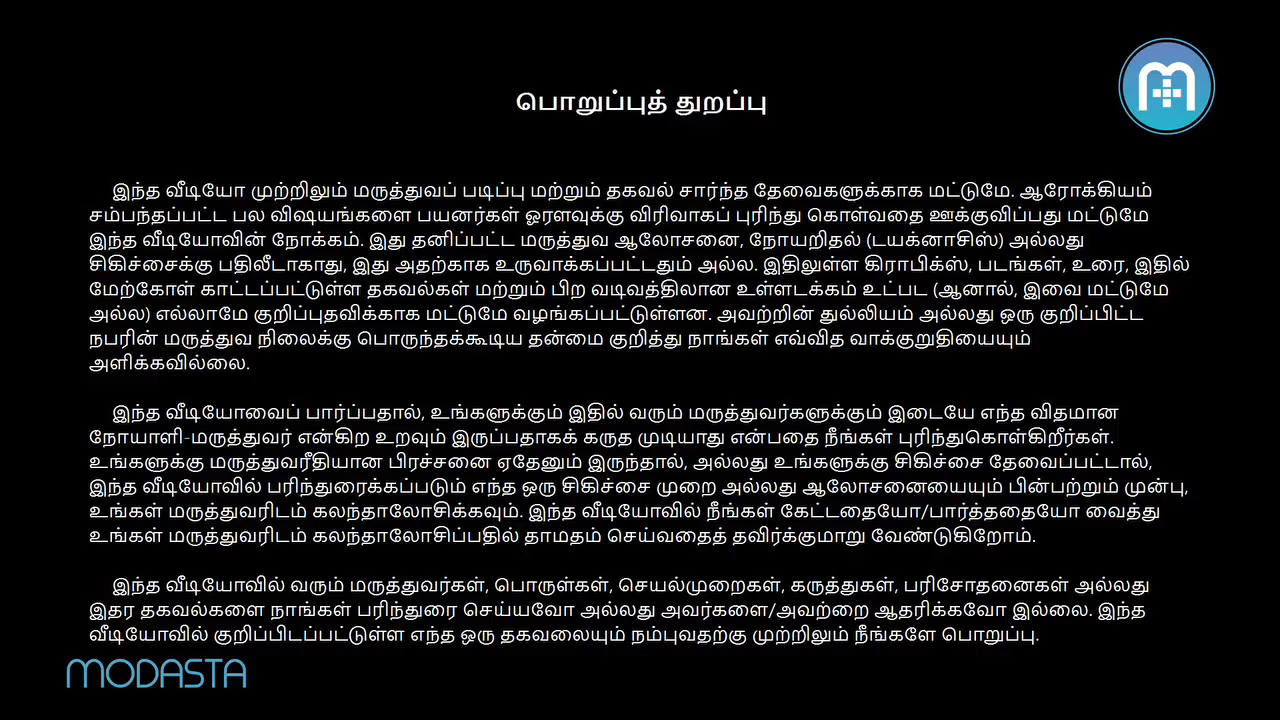 பொறுப்புத் துறப்பு
இந்த வீடியோ முற்றிலும் மருத்துவப் படிப்பு மற்றும் தகவல் சார்ந்த தேவைகளுக்காக மட்டுமே. ஆரோக்கியம்
சம்பந்தப்பட்ட பல விஷயங்களை பயனர்கள் ஓரளவுக்கு விரிவாகப் புரிந்து கொள்வதை ஊக்குவிப்பது மட்டுமே
இந்த வீடியோவின் நோக்கம். இது தனிப்பட்ட மருத்துவ ஆலோசனை, நோயறிதல் (டயக்னாசிஸ்) அல்லது
சிகிச்சைக்கு பதிலீடாகாது, இது அதற்காக உருவாக்கப்பட்டதும் அல்ல. இதிலுள்ள கிராபிக்ஸ், படங்கள், உரை, இதில்
மேற்கோள் காட்டப்பட்டுள்ள தகவல்கள் மற்றும் பிற வடிவத்திலான உள்ளடக்கம் உட்பட (ஆனால், இவை மட்டுமே
அல்ல) எல்லாமே குறிப்புதவிக்காக மட்டுமே வழங்கப்பட்டுள்ளன. அவற்றின் துல்லியம் அல்லது ஒரு குறிப்பிட்ட
நபரின் மருத்துவ நிலைக்கு பொருந்தக்கூடிய தன்மை குறித்து நாங்கள் எவ்வித வாக்குறுதியையும்
அளிக்கவில்லை.
இந்த வீடியோவைப் பார்ப்பதால், உங்களுக்கும் இதில் வரும் மருத்துவர்களுக்கும் இடையே எந்த விதமான
நோயாளி-மருத்துவர் என்கிற உறவும் இருப்பதாகக் கருத முடியாது என்பதை நீங்கள் புரிந்துகொள்கிறீர்கள்.
உங்களுக்கு மருத்துவரீதியான பிரச்சனை ஏதேனும் இருந்தால், அல்லது உங்களுக்கு சிகிச்சை தேவைப்பட்டால்,
இந்த வீடியோவில் பரிந்துரைக்கப்படும் எந்த ஒரு சிகிச்சை முறை அல்லது ஆலோசனையையும் பின்பற்றும் முன்பு,
உங்கள் மருத்துவரிடம் கலந்தாலோசிக்கவும். இந்த வீடியோவில் நீங்கள் கேட்டதையோ/பார்த்ததையோ வைத்து
உங்கள் மருத்துவரிடம் கலந்தாலோசிப்பதில் தாமதம் செய்வதைத் தவிர்க்குமாறு வேண்டுகிறோம்.
இந்த வீடியோவில் வரும் மருத்துவர்கள், பொருள்கள், செயல்முறைகள், கருத்துகள், பரிசோதனைகள் அல்லது
இதர தகவல்களை நாங்கள் பரிந்துரை செய்யவோ அல்லது அவர்களை/அவற்றை ஆதரிக்கவோ இல்லை. இந்த
வீடியோவில் குறிப்பிடப்பட்டுள்ள எந்த ஒரு தகவலையும் நம்புவதற்கு முற்றிலும் நீங்களே பொறுப்பு.
MODASTA